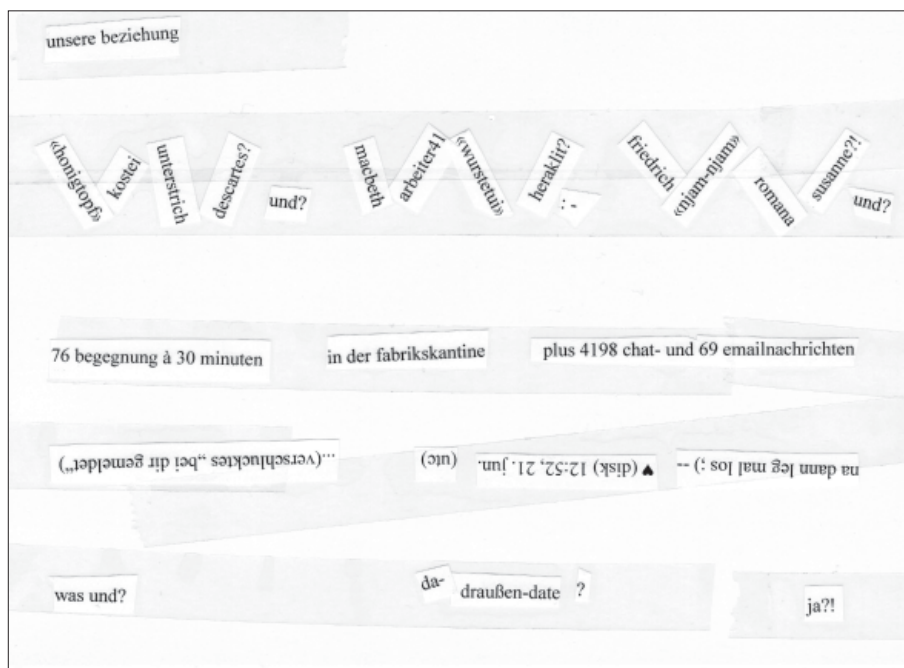 unsere beziehung
«honigtopf» kostei unterstrich descartes? und? macbeth arbeiter41 «wurstetui» heraklit? : - friedrich «njam-njam» romana susanne?! und?
76 begegnung à 30 minuten in der fabrikskantine plus 4198 chat- und 69 emailnachrichten
na dann leg mal los ;) -- ♥ (disk) 12:52, 21. jun. (utc) ...(verschlucktes „bei dir gemeldet“)
was und? da- draußen-date ? ja?!